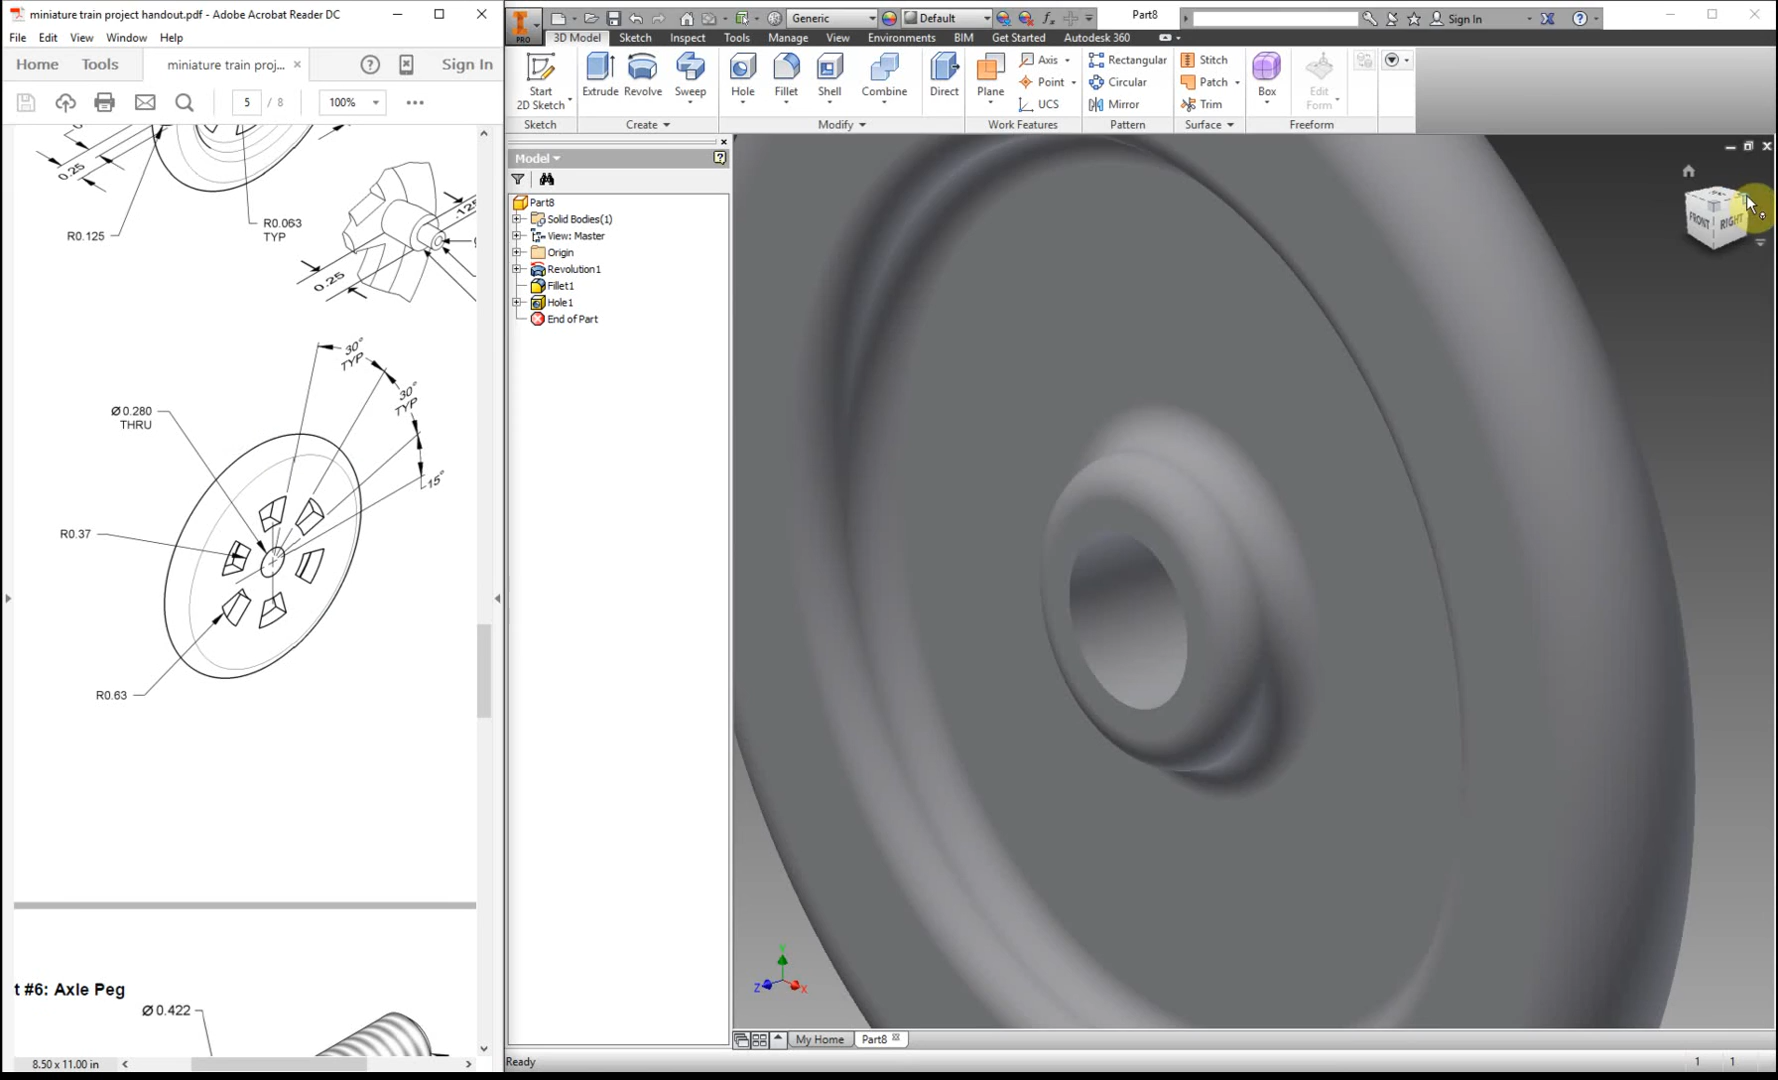 miniature train project handout.pdf - Adobe Acrobat Reader DC
File Edit View Window Help
Home Tools miniature train proj... × Sign In
5 / 8 100%
0.25
R0.125
R0.063
TYP
.125
0.25
30°
TYP
30°
TYP
15°
Ø 0.280
THRU
R0.37
R0.63
t #6: Axle Peg
Ø 0.422
8.50 x 11.00 in
PRO
Generic Default Part8 Sign In
3D Model Sketch Inspect Tools Manage View Environments BIM Get Started Autodesk 360
Start
2D Sketch
Extrude Revolve Sweep
Hole Fillet Shell Combine Direct
Plane
Axis
Point
UCS
Rectangular
Circular
Mirror
Stitch
Patch
Trim
Box
Edit
Form
Sketch Create Modify Work Features Pattern Surface Freeform
Model
Part8
Solid Bodies(1)
View: Master
Origin
Revolution1
Fillet1
Hole1
End of Part
FRONT RIGHT
Y
Z X
My Home Part8
Ready 1 1